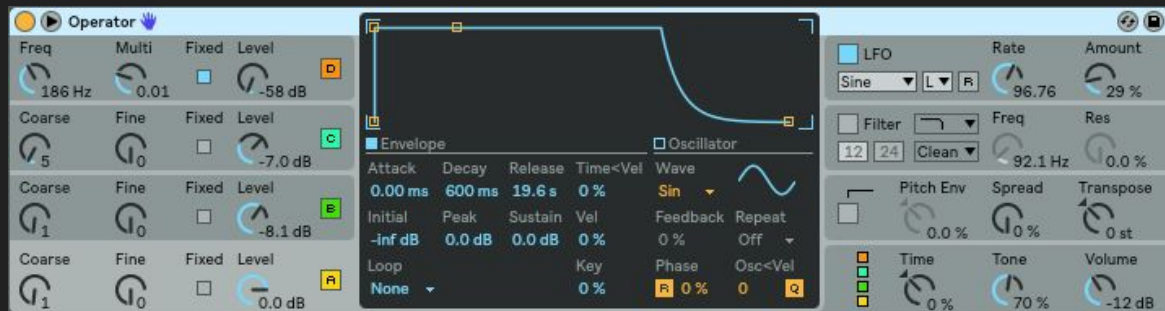 Operator
Freq Multi Fixed Level
186 Hz 0.01 -58 dB D
Coarse Fine Fixed Level
5 0 -7.0 dB C
Coarse Fine Fixed Level
1 0 -8.1 dB B
Coarse Fine Fixed Level
1 0 0.0 dB A
Envelope Oscillator
Attack Decay Release Time<Vel Wave
0.00 ms 600 ms 19.6 s 0 % Sin
Initial Peak Sustain Vel Feedback Repeat
-inf dB 0.0 dB 0.0 dB 0 % 0 % Off
Loop Key Phase Osc<Vel
None 0 % R 0 % 0 Q
LFO Rate Amount
Sine L R 96.76 29 %
Filter Freq Res
12 24 Clean 92.1 Hz 0.0 %
Pitch Env Spread Transpose
0.0 % 0 % 0 st
Time Tone Volume
0 % 70 % -12 dB